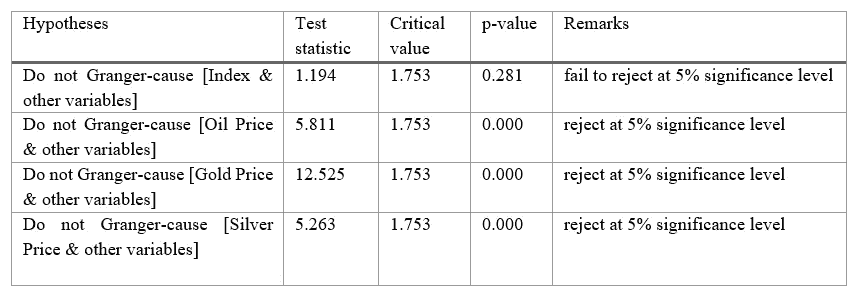 Hypotheses Test statistic Critical value p-value Remarks
Do not Granger-cause [Index & other variables] 1.194 1.753 0.281 fail to reject at 5% significance level
Do not Granger-cause [Oil Price & other variables] 5.811 1.753 0.000 reject at 5% significance level
Do not Granger-cause [Gold Price & other variables] 12.525 1.753 0.000 reject at 5% significance level
Do not Granger-cause [Silver Price & other variables] 5.263 1.753 0.000 reject at 5% significance level